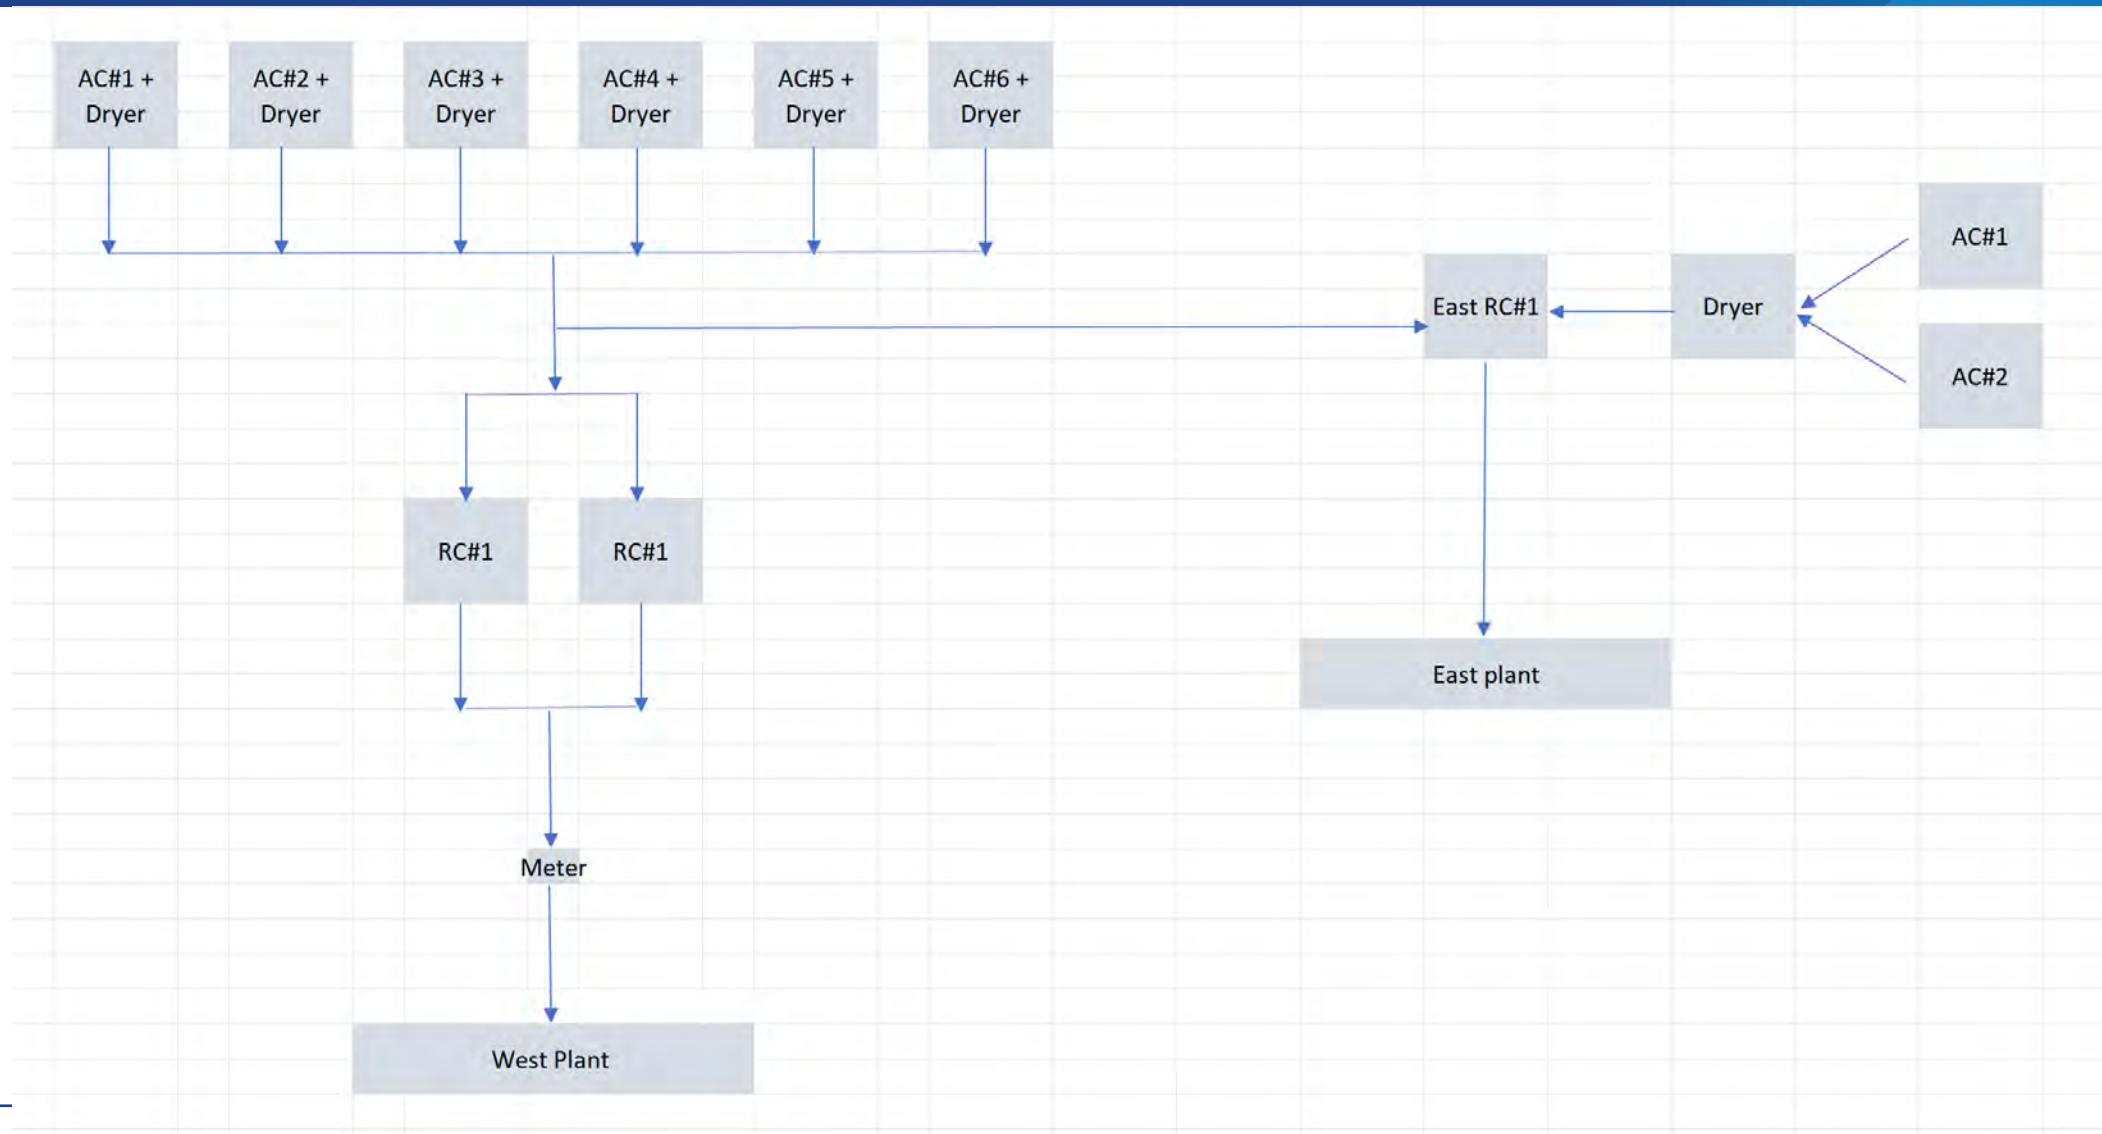 AC#1 +
Dryer
AC#2 +
Dryer
AC#3 +
Dryer
AC#4 +
Dryer
AC#5 +
Dryer
AC#6 +
Dryer
AC#1
East RC#1
Dryer
AC#2
RC#1
RC#1
East plant
Meter
West Plant